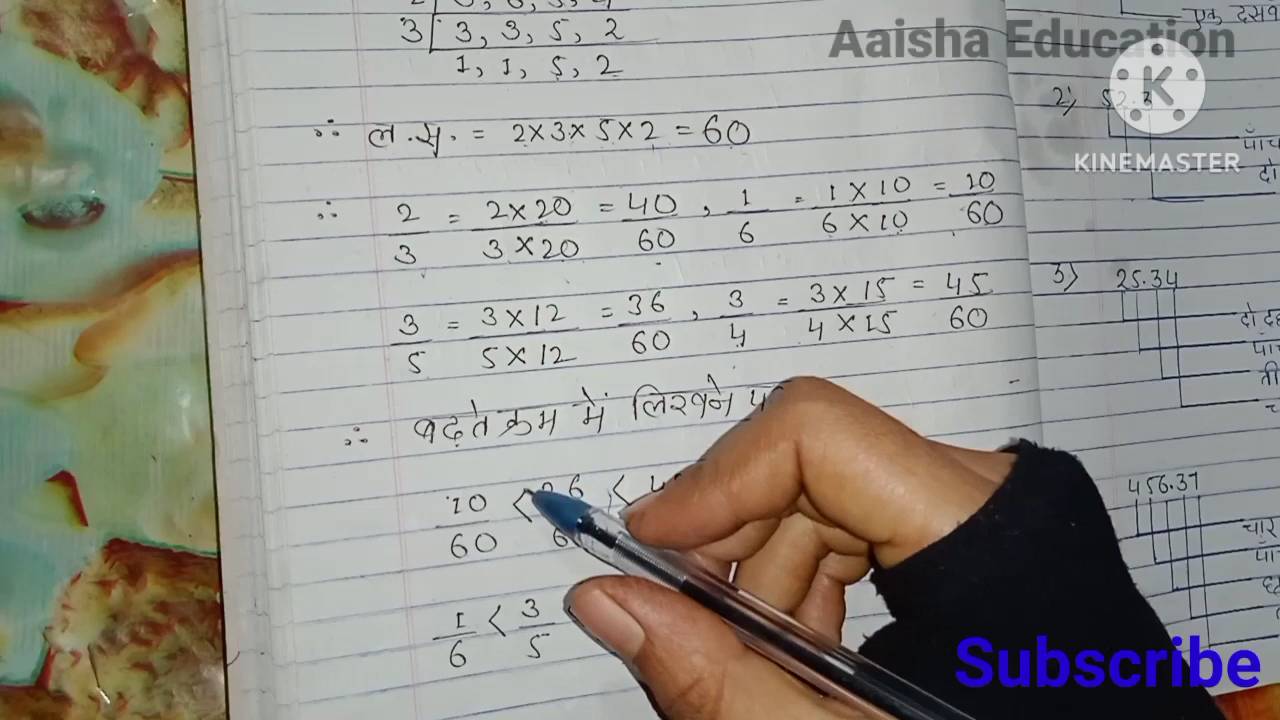 Aaisha Education
KINEMASTER
3 | 3, 3, 5, 2
1, 1, 5, 2
∴ ल.स. = 2×3×5×2 = 60
∴ 2/3 = 2×20/3×20 = 40/60, 1/6 = 1×10/6×10 = 10/60
3/5 = 3×12/5×12 = 36/60, 3/4 = 3×15/4×15 = 45/60
∴ बढ़ते क्रम में लिखने
10/60 < 36/ <
1/6 < 3/5
एक
2) 52.3
दो
3) 25.34
456.37
चार
Subscribe